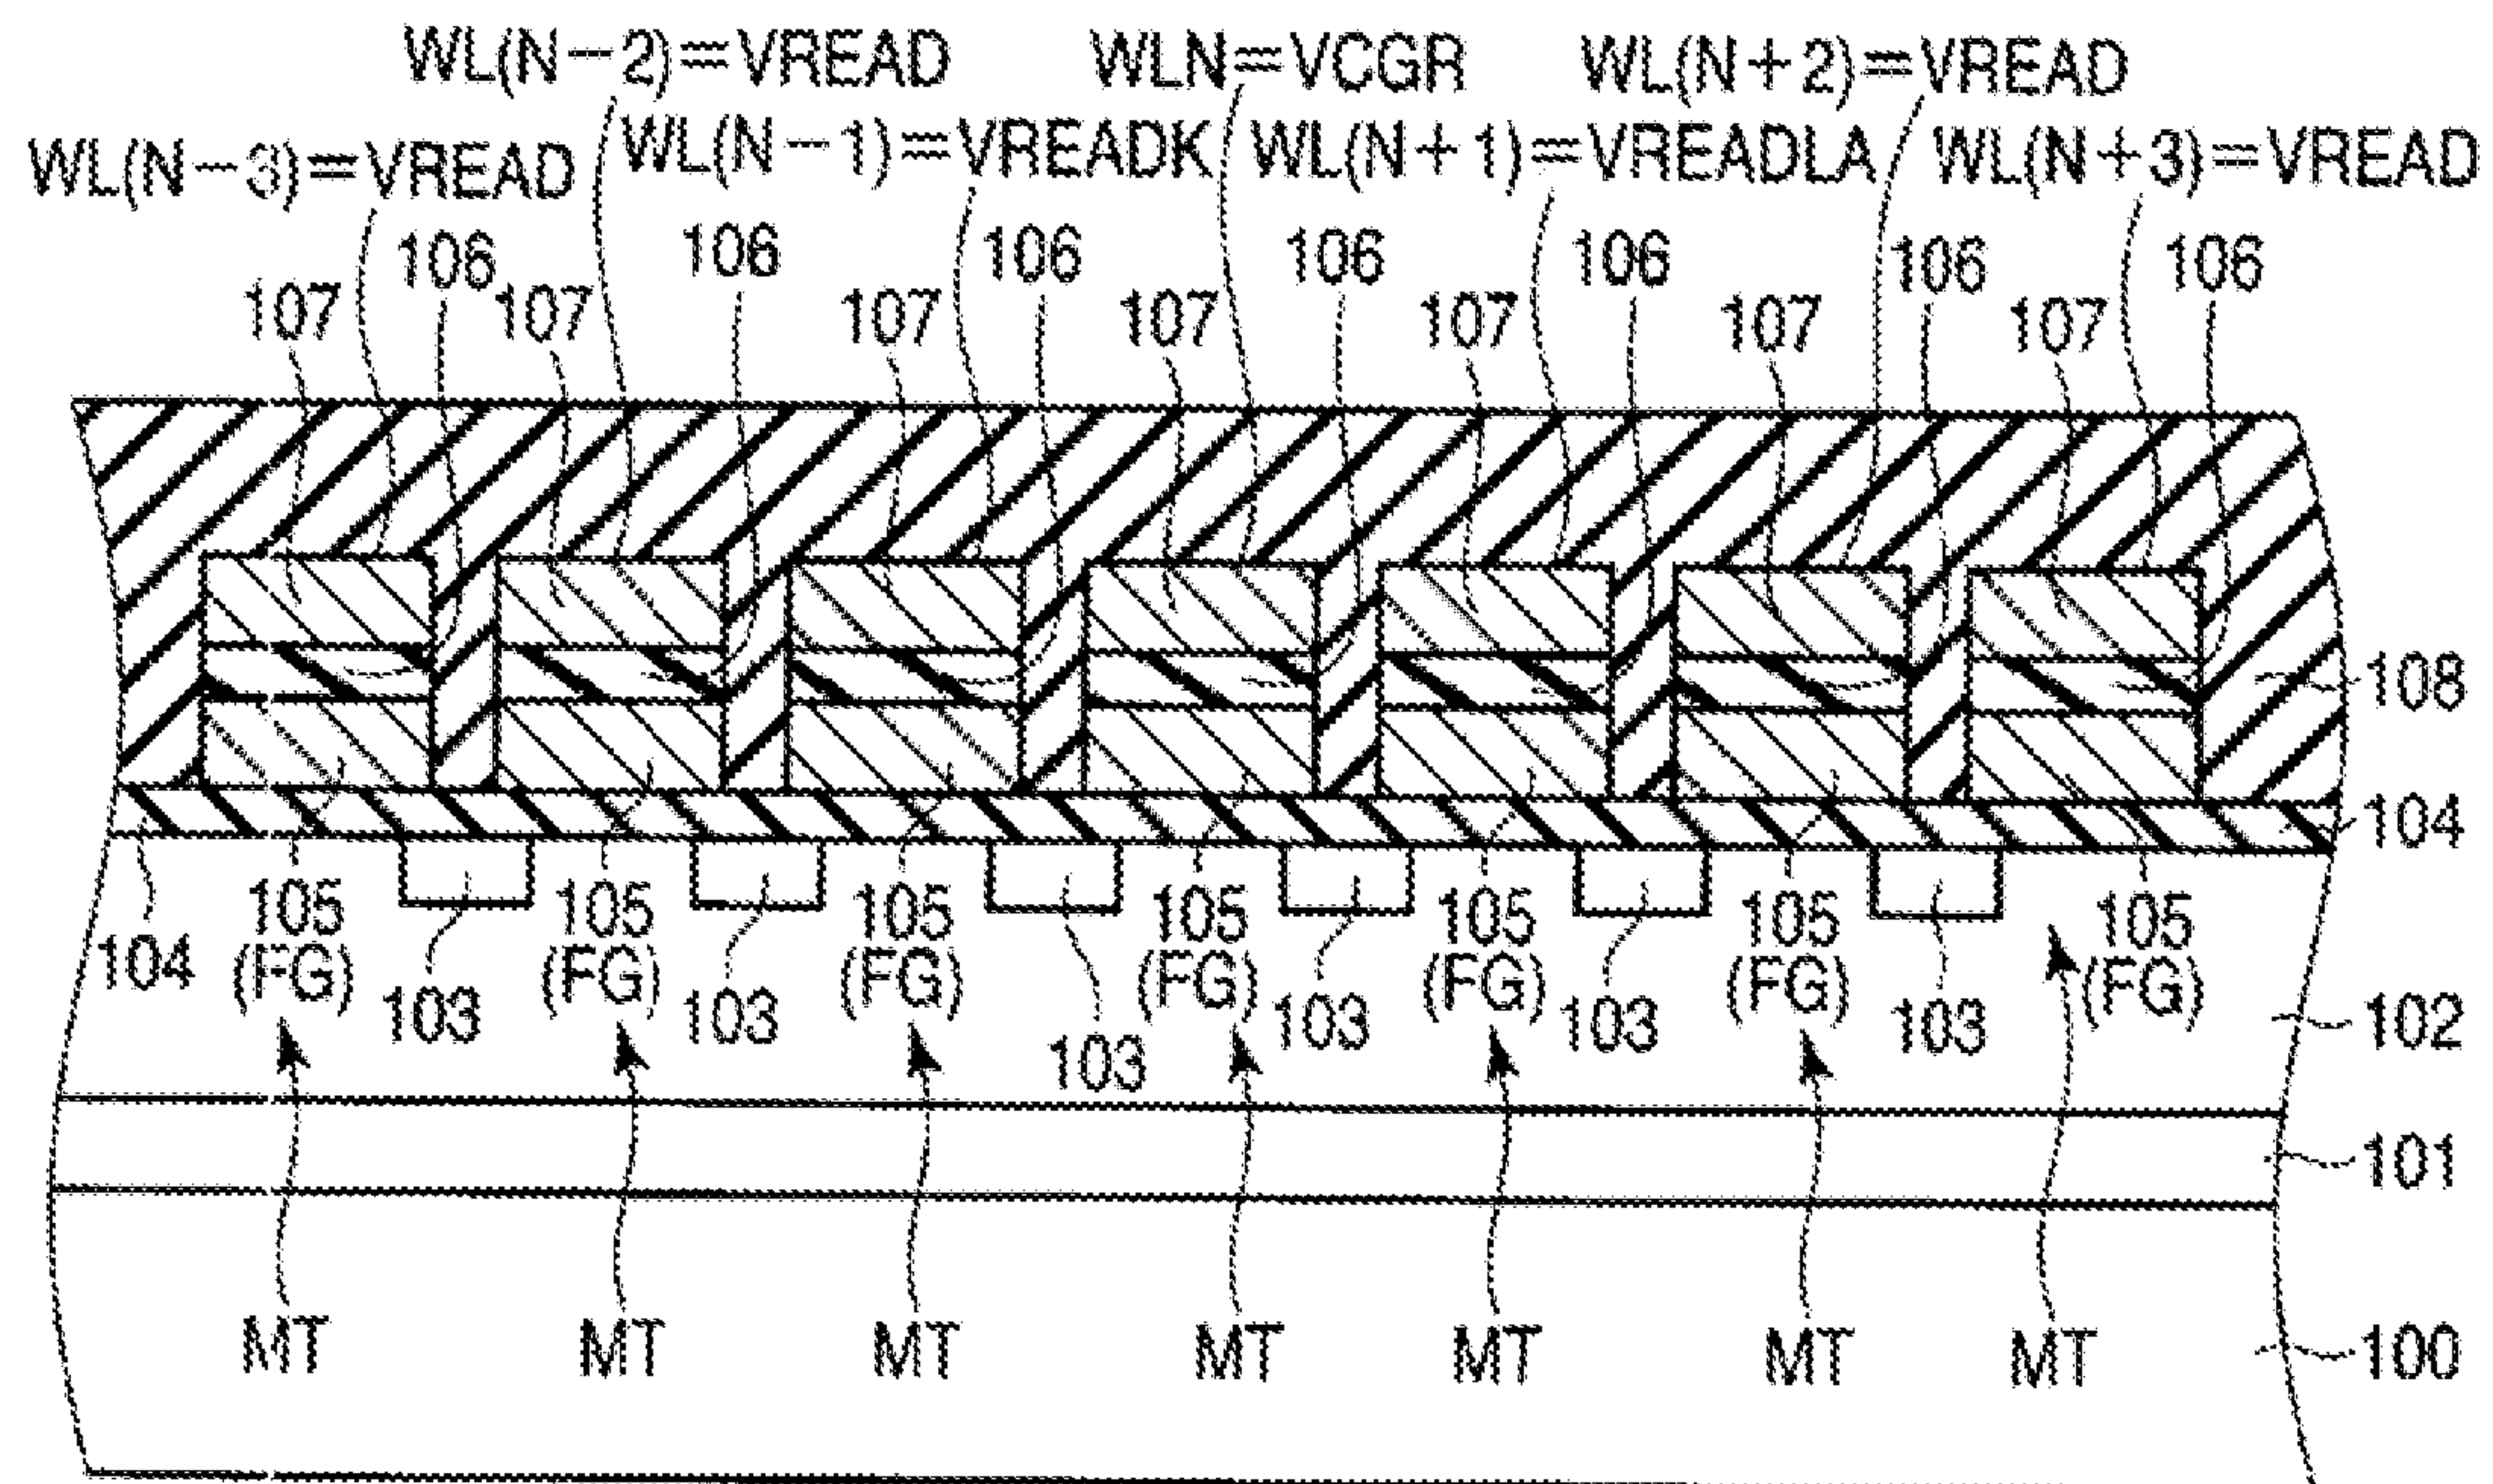 WL(N−2)=VREAD WLN=VCGR WL(N+2)=VREAD
WL(N−3)=VREAD WL(N−1)=VREADK WL(N+1)=VREADLA WL(N+3)=VREAD
106 106 106 106 106 106 106
107 107 107 107 107 107 107
108
104
105 105 105 105 105 105 105
(FG) (FG) (FG) (FG) (FG) (FG) (FG)
104 103 103 103 103 103 103 102
101
MT MT MT MT MT MT MT 100